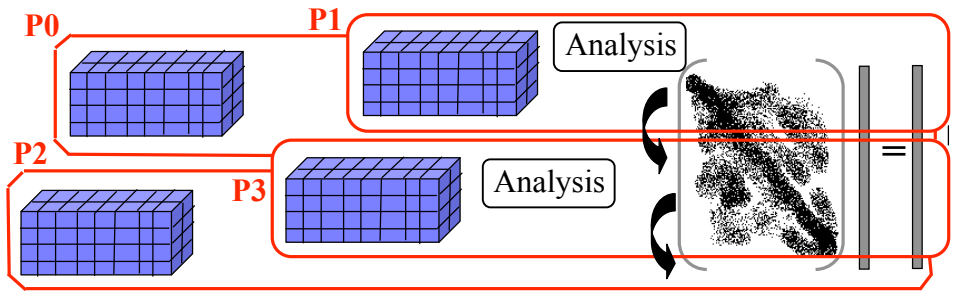 P0
P1
Analysis
=
P2
P3
Analysis